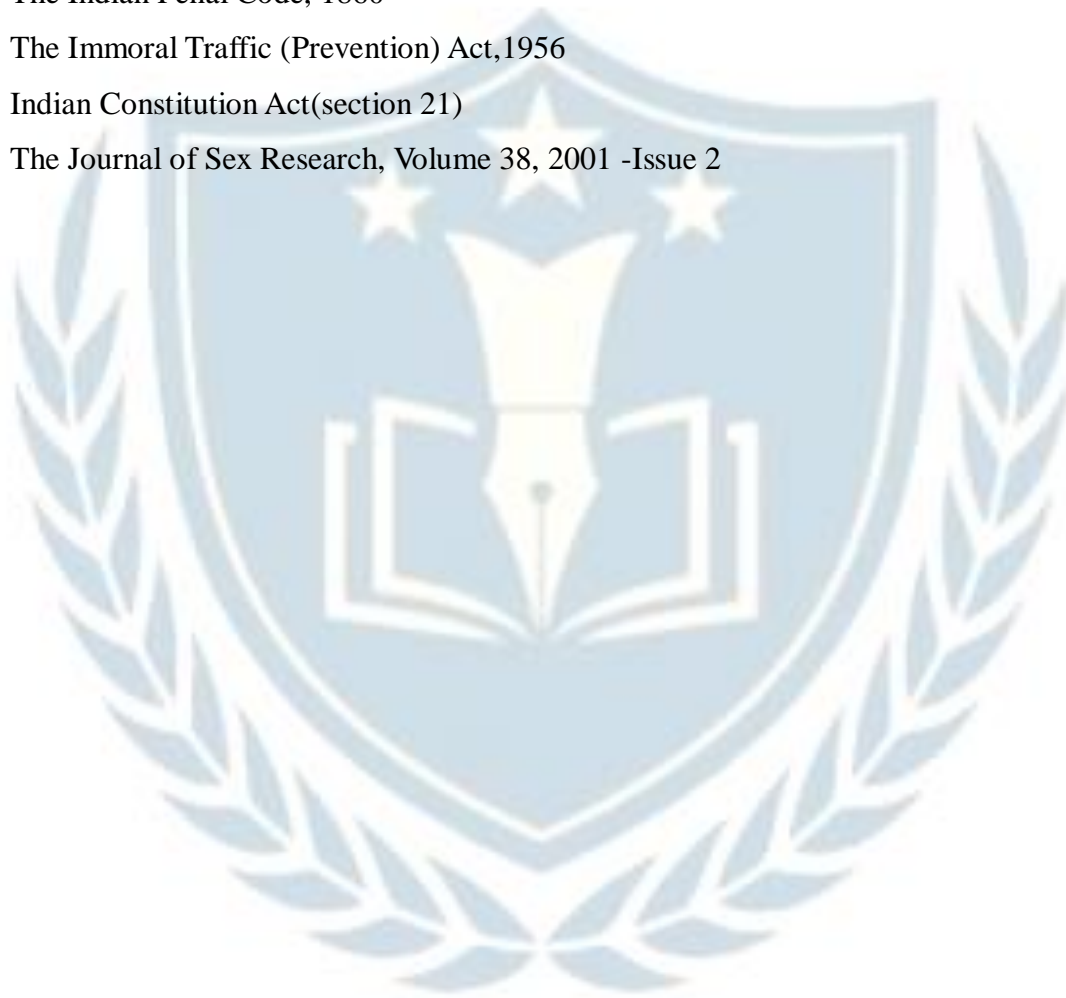 The Indian Penal Code, 1860
The Immoral Traffic (Prevention) Act,1956
Indian Constitution Act(section 21)
The Journal of Sex Research, Volume 38, 2001 -Issue 2